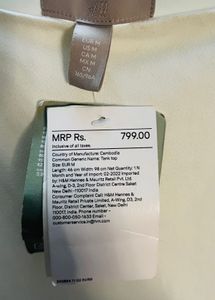 EUR M
US M
CA M
MX M
CN
165/96A
MRP Rs. 799.00
Inclusive of all taxes
Country of Manufacture: Cambodia
Common Generic Name: Tank top
Size: EUR M
Length: 46 cm Width: 98 cm Net Quantity: 1 N
Month and Year of import: 02-2022 Imported
by: H&M Hennes & Mauritz Retail Pvt. Ltd.
A-wing, D-3, 2nd Floor District Centre Saket
New Delhi
110017 India
Consumer Complaint Call: H&M Hennes &
Mauritz Retail Private Limited, A-wing, D3, 2nd
Floor, District Center, Saket, New Delhi
110017, India. Phone number -
000-800-050-1430 Email -
customerservice.in@hm.com